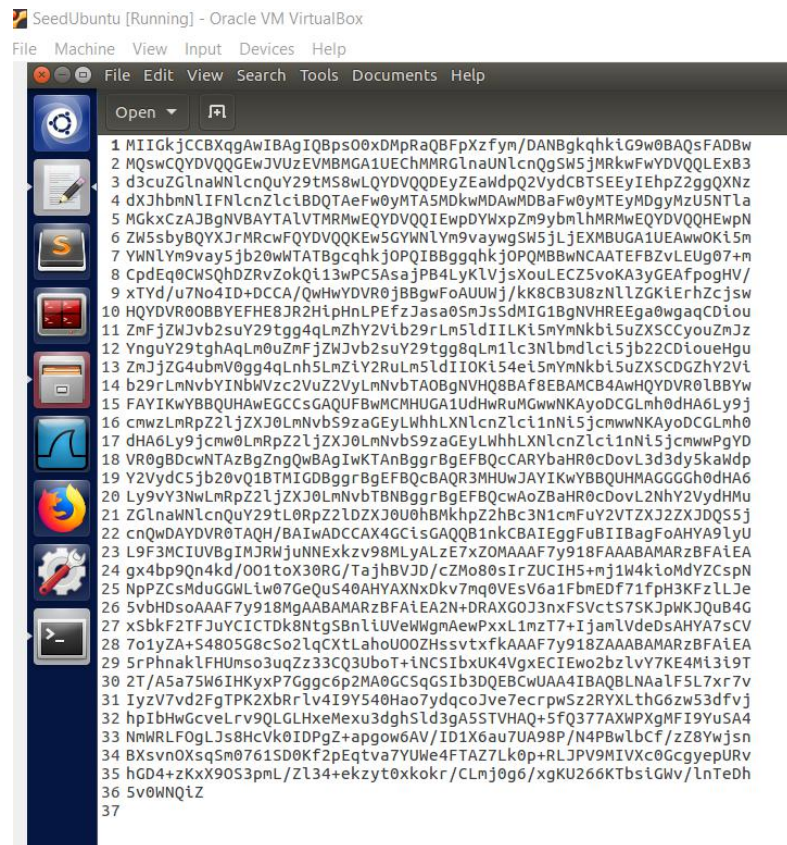 SeedUbuntu [Running] - Oracle VM VirtualBox
File Machine View Input Devices Help
File Edit View Search Tools Documents Help
Open
1 MIIGkjCCBXqgAwIBAgIQBpsO0xDMpRaQBFpXzfym/DANBgkqhkiG9w0BAQsFADBw
2 MQswCQYDVQQGEwJVUzEVMBMGA1UEChMMRGlnaUNlcnQgSW5jMRkwFwYDVQQLExB3
3 d3cuZGlnaWNlcnQuY29tMS8wLQYDVQQDEyZEaWdpQ2VydCBTSEEyIEhpZ2ggQXNz
4 dXJhbmNlIFNlcnZlciBDQTAeFw0yMTA5MDkwMDAwMDBaFw0yMTEyMDgyMzU5NTla
5 MGkxCzAJBgNVBAYTAlVTMRMwEQYDVQQIEwpDYWxpZm9ybmlhMRMwEQYDVQQHEwpN
6 ZW5sbyBQYXJrMRcwFQYDVQQKEw5GYWNlYm9vaywgSW5jLjEXMBUGA1UEAwwOKi5m
7 YWNlYm9vay5jb20wWTATBgcqhkjOPQIBBggqhkjOPQMBBwNCAATEFBZvLEUg07+m
8 CpdEq0CWSQhDZRvZokQi13wPC5AsajPB4LyKlVjsXouLECZ5voKA3yGEAfpogHV/
9 xTYd/u7No4ID+DCCA/QwHwYDVR0jBBgwFoAUUWj/kK8CB3U8zNllZGKiErhZcjsw
10 HQYDVR0OBBYEFHE8JR2HipHnLPEfzJasa0SmJsSdMIG1BgNVHREEga0wgaqCDiou
11 ZmFjZWJvb2suY29tgg4qLmZhY2Vib29rLm5ldIILKi5mYmNkbi5uZXSCCyouZmJz
12 YnguY29tghAqLm0uZmFjZWJvb2suY29tgg8qLm1lc3Nlbmdlci5jb22CDioueHgu
13 ZmJjZG4ubmV0gg4qLnh5LmZiY2RuLm5ldIIOKi54ei5mYmNkbi5uZXSCDGZhY2Vi
14 b29rLmNvbYINbWVzc2VuZ2VyLmNvbTAOBgNVHQ8BAf8EBAMCB4AwHQYDVR0lBBYw
15 FAYIKwYBBQUHAwEGCCsGAQUFBwMCMHUGA1UdHwRuMGwwNKAyoDCGLmh0dHA6Ly9j
16 cmwzLmRpZ2ljZXJ0LmNvbS9zaGEyLWhhLXNlcnZlci1nNi5jcmwwNKAyoDCGLmh0
17 dHA6Ly9jcmw0LmRpZ2ljZXJ0LmNvbS9zaGEyLWhhLXNlcnZlci1nNi5jcmwwPgYD
18 VR0gBDcwNTAzBgZngQwBAgIwKTAnBggrBgEFBQcCARYbaHR0cDovL3d3dy5kaWdp
19 Y2VydC5jb20vQ1BTMIGDBggrBgEFBQcBAQR3MHUwJAYIKwYBBQUHMAGGGGh0dHA6
20 Ly9vY3NwLmRpZ2ljZXJ0LmNvbTBNBggrBgEFBQcwAoZBaHR0cDovL2NhY2VydHMu
21 ZGlnaWNlcnQuY29tL0RpZ2lDZXJ0U0hBMkhpZ2hBc3N1cmFuY2VTZXJ2ZXJDQS5j
22 cnQwDAYDVR0TAQH/BAIwADCCAX4GCisGAQQB1nkCBAIEggFuBIIBagFoAHYA9lyU
23 L9F3MCIUVBgIMJRWjuNNExkzv98MLyALzE7xZOMAAAF7y918FAAABAMARzBFAiEA
24 gx4bp9Qn4kd/OO1toX30RG/TajhBVJD/cZMo80sIrZUCIH5+mj1W4kioMdYZCspN
25 NpPZCsMduGGWLiw07GeQuS40AHYAXNxDkv7mq0VEsV6a1FbmEDf71fpH3KFzlLJe
26 5vbHDsoAAAF7y918MgAABAMARzBFAiEA2N+DRAXGOJ3nxFSVctS7SKJpWKJQuB4G
27 xSbkF2TFJuYCICTDk8NtgSBnliUVeWWgmAewPxxL1mzT7+IjamlVdeDsAHYA7sCV
28 7o1yZA+S48O5G8cSo2lqCXtLahoUOOZHssvtxfkAAAF7y918ZAAABAMARzBFAiEA
29 5rPhnaklFHUmso3uqZz33CQ3UboT+iNCSIbxUK4VgxECIEwo2bzlvY7KE4Mi3i9T
30 2T/A5a75W6IHKyxP7Gggc6p2MA0GCSqGSIb3DQEBCwUAA4IBAQBLNAalF5L7xr7v
31 IyzV7vd2FgTPK2XbRrlv4I9Y540Hao7ydqcoJve7ecrpwSz2RYXLthG6zw53dfvj
32 hpIbHwGcveLrv9QLGLHxeMexu3dghSld3gA5STVHAQ+5fQ377AXWPXgMFI9YuSA4
33 NmWRLFOgLJs8HcVk0IDPgZ+apgow6AV/ID1X6au7UA98P/N4PBwlbCf/zZ8Ywjsn
34 BXsvnOXsqSm0761SD0Kf2pEqtva7YUWe4FTAZ7Lk0p+RLJPV9MIVXc0GcgyepURv
35 hGD4+zKxX9OS3pmL/Zl34+ekzyt0xkokr/CLmj0g6/xgKU266KTbsiGWv/lnTeDh
36 5v0WNQiZ
37